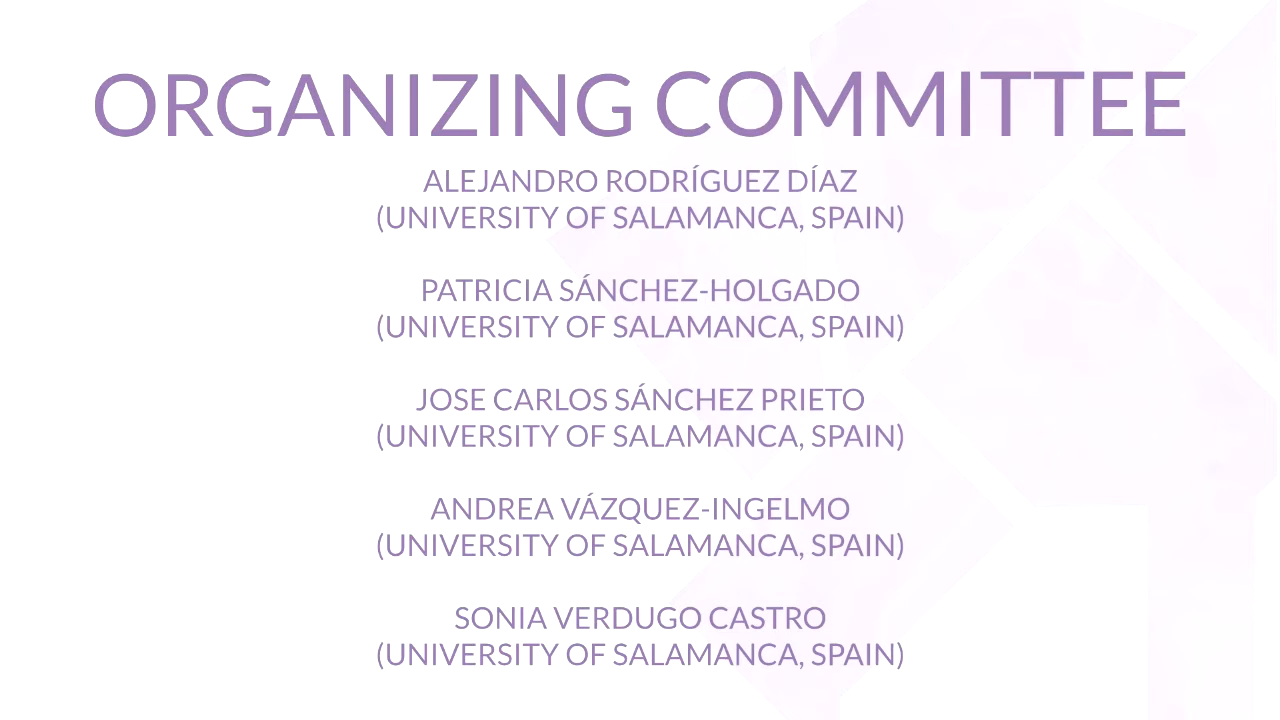 ORGANIZING COMMITTEE
ALEJANDRO RODRÍGUEZ DÍAZ
(UNIVERSITY OF SALAMANCA, SPAIN)
PATRICIA SÁNCHEZ-HOLGADO
(UNIVERSITY OF SALAMANCA, SPAIN)
JOSE CARLOS SÁNCHEZ PRIETO
(UNIVERSITY OF SALAMANCA, SPAIN)
ANDREA VÁZQUEZ-INGELMO
(UNIVERSITY OF SALAMANCA, SPAIN)
SONIA VERDUGO CASTRO
(UNIVERSITY OF SALAMANCA, SPAIN)